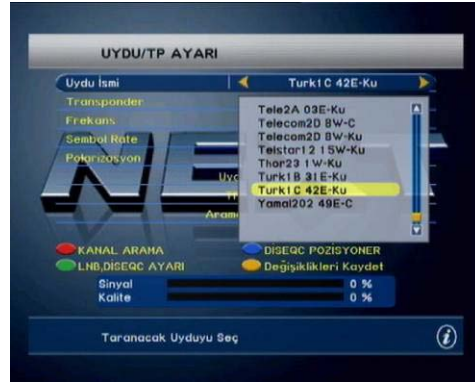 UYDU/TP AYARI
Uydu İsmi
Turk1C 42E-Ku
Transponder
Frekans
Sembol Rate
Polarizasyon
Tele2A 03E-Ku
Telecom2D 8W-C
Telecom2D 8W-Ku
Telstar12 15W-Ku
Thor23 1W-Ku
Turk1B 31E-Ku
Turk1C 42E-Ku
Yamal202 49E-C
KANAL ARAMA
DİSEQC POZİSYONER
LNB,DİSEQC AYARI
Değişiklikleri Kaydet
Sinyal 0 %
Kalite 0 %
Taranacak Uyduyu Seç